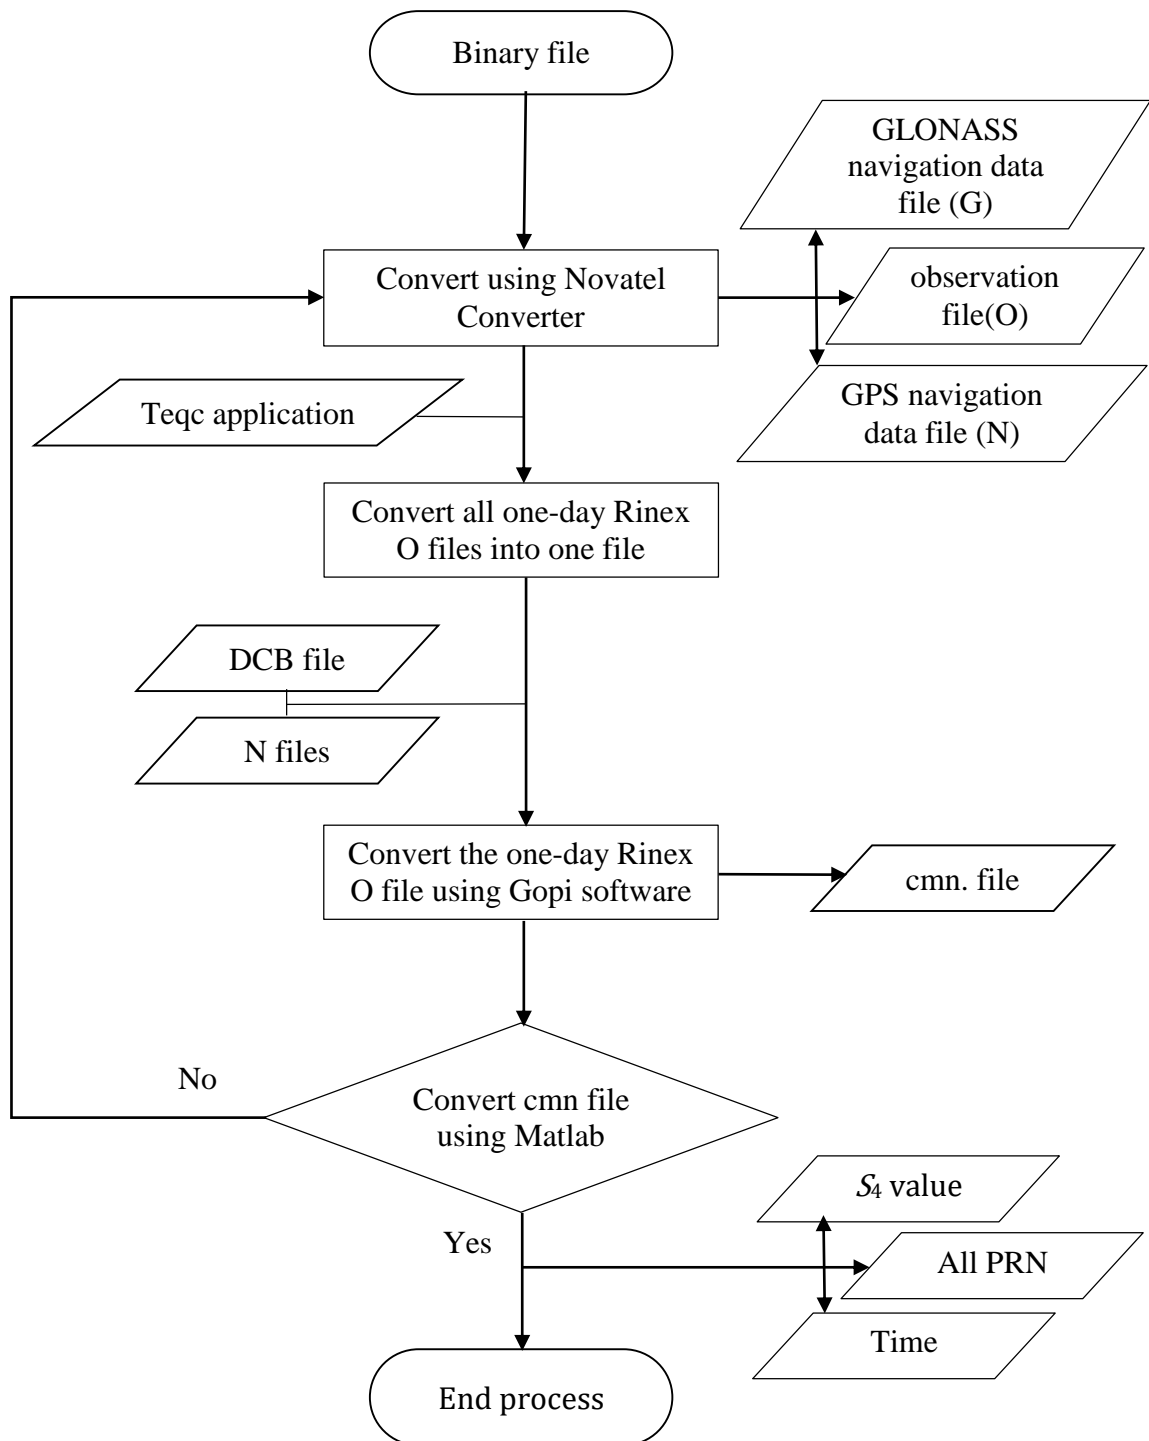 Binary file
GLONASS
navigation data
file (G)
Convert using Novatel
Converter
observation
file(O)
GPS navigation
data file (N)
Teqc application
Convert all one-day Rinex
O files into one file
DCB file
N files
Convert the one-day Rinex
O file using Gopi software
cmn. file
No
Convert cmn file
using Matlab
S₄ value
Yes
All PRN
Time
End process